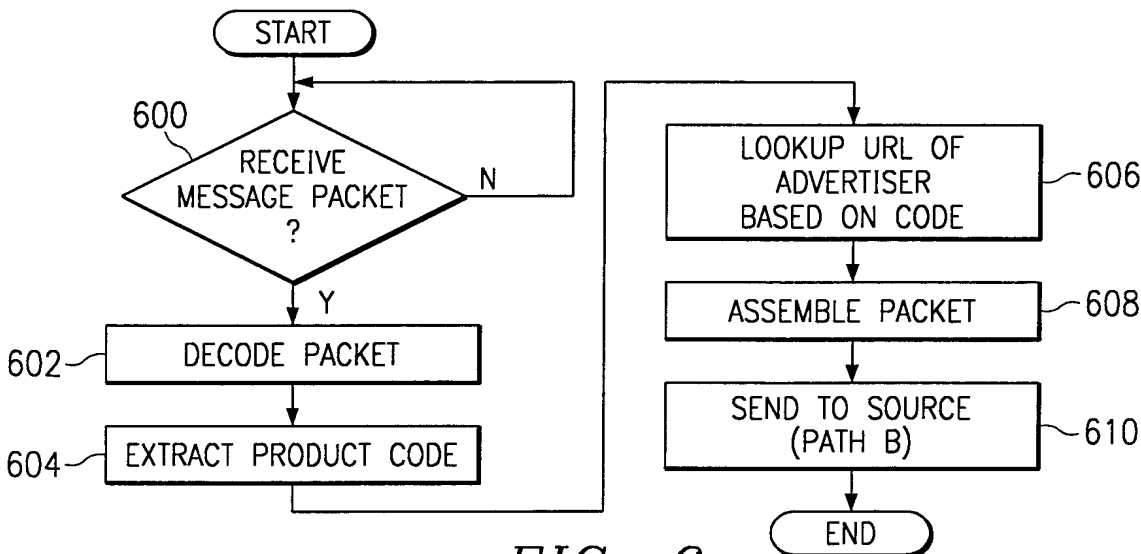 START
600
RECEIVE
MESSAGE PACKET
?
N
Y
602
DECODE PACKET
604
EXTRACT PRODUCT CODE
LOOKUP URL OF
ADVERTISER
BASED ON CODE
606
ASSEMBLE PACKET
608
SEND TO SOURCE
(PATH B)
610
END